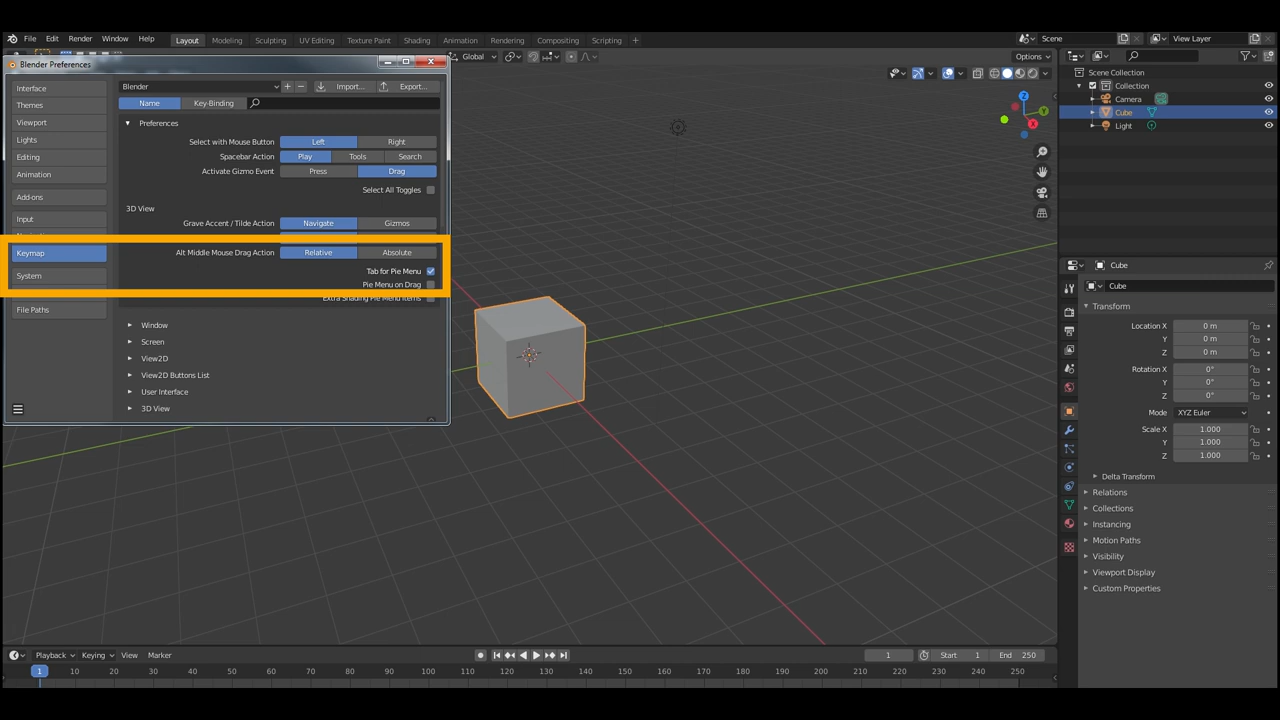 File Edit Render Window Help Layout Modeling Sculpting UV Editing Texture Paint Shading Animation Rendering Compositing Scripting + Scene View Layer
Global Options
Blender Preferences
Interface
Themes
Viewport
Lights
Editing
Animation
Add-ons
Input
Keymap
System
File Paths
Blender Import... Export...
Name Key-Binding
Preferences
Select with Mouse Button Left Right
Spacebar Action Play Tools Search
Activate Gizmo Event Press Drag
Select All Toggles
3D View
Grave Accent / Tilde Action Navigate Gizmos
Alt Middle Mouse Drag Action Relative Absolute
Tab for Pie Menu
Pie Menu on Drag
Extra Shading Pie Menu Items
Window
Screen
View2D
View2D Buttons List
User Interface
3D View
Z
Y
X
Scene Collection
Collection
Camera
Cube
Light
Cube
Cube
Transform
Location X 0 m
Y 0 m
Z 0 m
Rotation X 0°
Y 0°
Z 0°
Mode XYZ Euler
Scale X 1.000
Y 1.000
Z 1.000
Delta Transform
Relations
Collections
Instancing
Motion Paths
Visibility
Viewport Display
Custom Properties
Playback Keying View Marker 1 Start 1 End 250
1 10 20 30 40 50 60 70 80 90 100 110 120 130 140 150 160 170 180 190 200 210 220 230 240 250